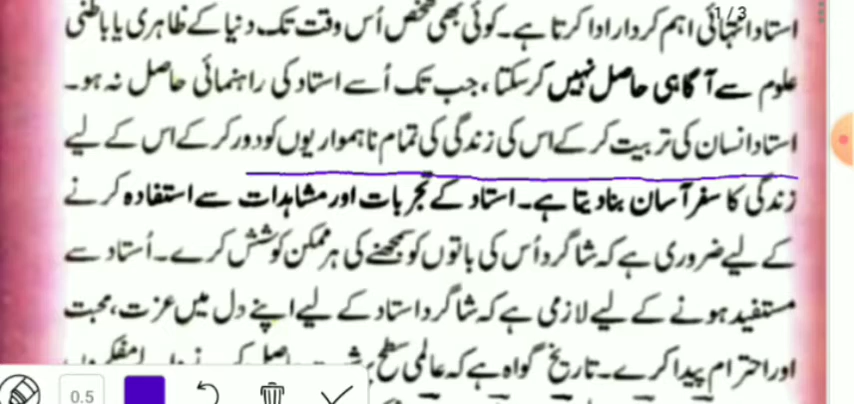 استاد انتہائی اہم کردار ادا کرتا ہے۔ کوئی بھی شخص اُس وقت تک دنیا کے ظاہری یا باطنی
1/3
علوم سے آگاہی حاصل نہیں کرسکتا، جب تک اُسے استاد کی راہنمائی حاصل نہ ہو۔
استاد انسان کی تربیت کرکے اس کی زندگی کی تمام ناہمواریوں کو دور کرکے اس کے لیے
زندگی کا سفر آسان بنا دیتا ہے۔ استاد کے تجربات اور مشاہدات سے استفادہ کرنے
کے لیے ضروری ہے کہ شاگرد اُس کی باتوں کو سمجھنے کی ہر ممکن کوشش کرے۔ اُستاد سے
مستفید ہونے کے لیے لازمی ہے کہ شاگرد استاد کے لیے اپنے دل میں عزت، محبت
اور احترام پیدا کرے۔ تاریخ گواہ ہے کہ عالمی سطح پر
0.5